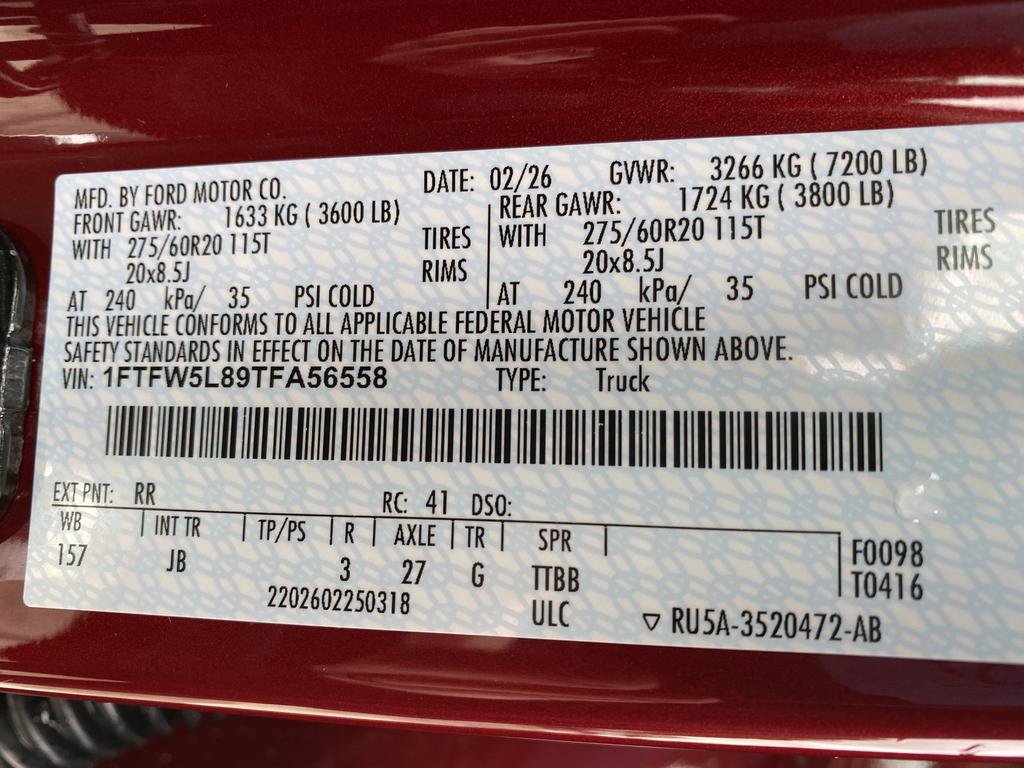 MFD. BY FORD MOTOR CO. DATE: 02/26 GVWR: 3266 KG ( 7200 LB)
FRONT GAWR: 1633 KG ( 3600 LB) REAR GAWR: 1724 KG ( 3800 LB)
WITH 275/60R20 115T TIRES WITH 275/60R20 115T TIRES
20x8.5J RIMS 20x8.5J RIMS
AT 240 kPa/ 35 PSI COLD AT 240 kPa/ 35 PSI COLD
THIS VEHICLE CONFORMS TO ALL APPLICABLE FEDERAL MOTOR VEHICLE
SAFETY STANDARDS IN EFFECT ON THE DATE OF MANUFACTURE SHOWN ABOVE.
VIN: 1FTFW5L89TFA56558 TYPE: Truck
EXT PNT: RR RC: 41 DSO:
WB INT TR TP/PS R AXLE TR SPR F0098
157 JB 3 27 G TTBB T0416
2202602250318 ULC ▽ RU5A-3520472-AB